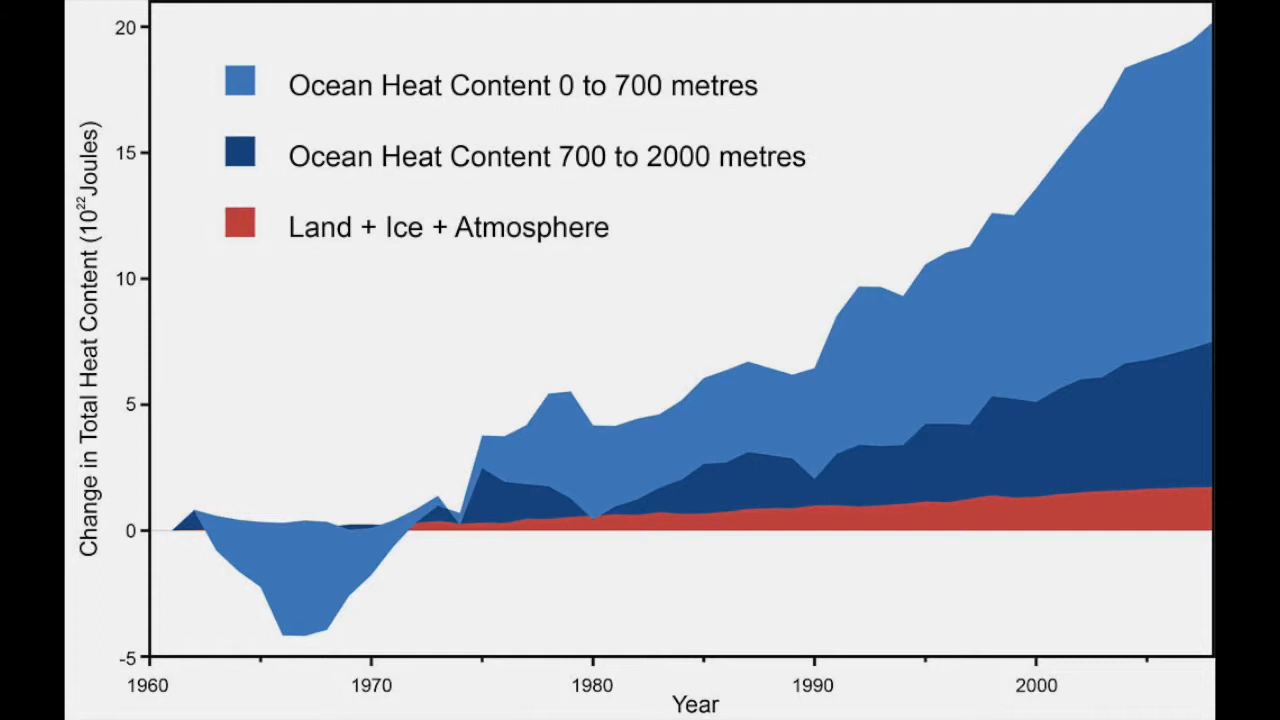 20
15
10
5
0
-5
Change in Total Heat Content (10²² Joules)
Ocean Heat Content 0 to 700 metres
Ocean Heat Content 700 to 2000 metres
Land + Ice + Atmosphere
1960 1970 1980 1990 2000
Year